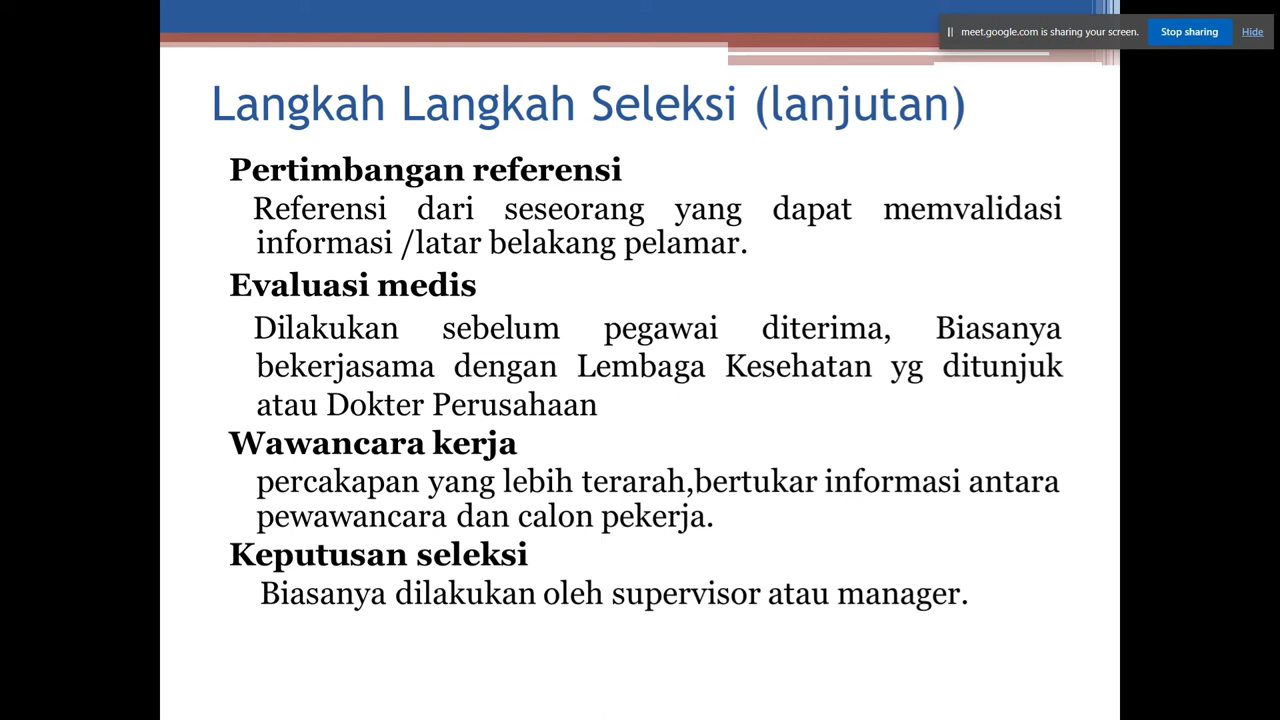 meet.google.com is sharing your screen.
Stop sharing
Hide
Langkah Langkah Seleksi (lanjutan)
Pertimbangan referensi
Referensi dari seseorang yang dapat memvalidasi
informasi /latar belakang pelamar.
Evaluasi medis
Dilakukan sebelum pegawai diterima, Biasanya
bekerjasama dengan Lembaga Kesehatan yg ditunjuk
atau Dokter Perusahaan
Wawancara kerja
percakapan yang lebih terarah,bertukar informasi antara
pewawancara dan calon pekerja.
Keputusan seleksi
Biasanya dilakukan oleh supervisor atau manager.